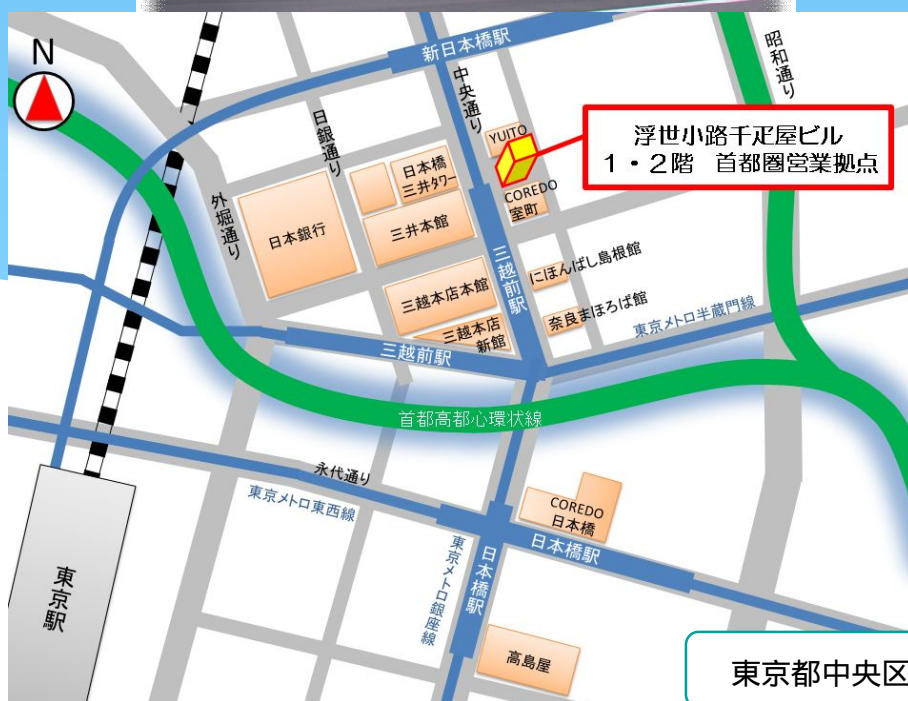 N
新日本橋駅
中央通り
昭和通り
日銀通り
YUITO
浮世小路千疋屋ビル
1・2階 首都圏営業拠点
日本橋
三井タワー
COREDO
室町
外堀通り
日本銀行
三井本館
三越前駅
にほんばし島根館
三越本店本館
奈良まほろば館
東京メトロ半蔵門線
三越本店
新館
三越前駅
首都高都心環状線
永代通り
東京メトロ東西線
COREDO
日本橋
日本橋駅
東京メトロ銀座線
日本橋駅
東京駅
高島屋
東京都中央区